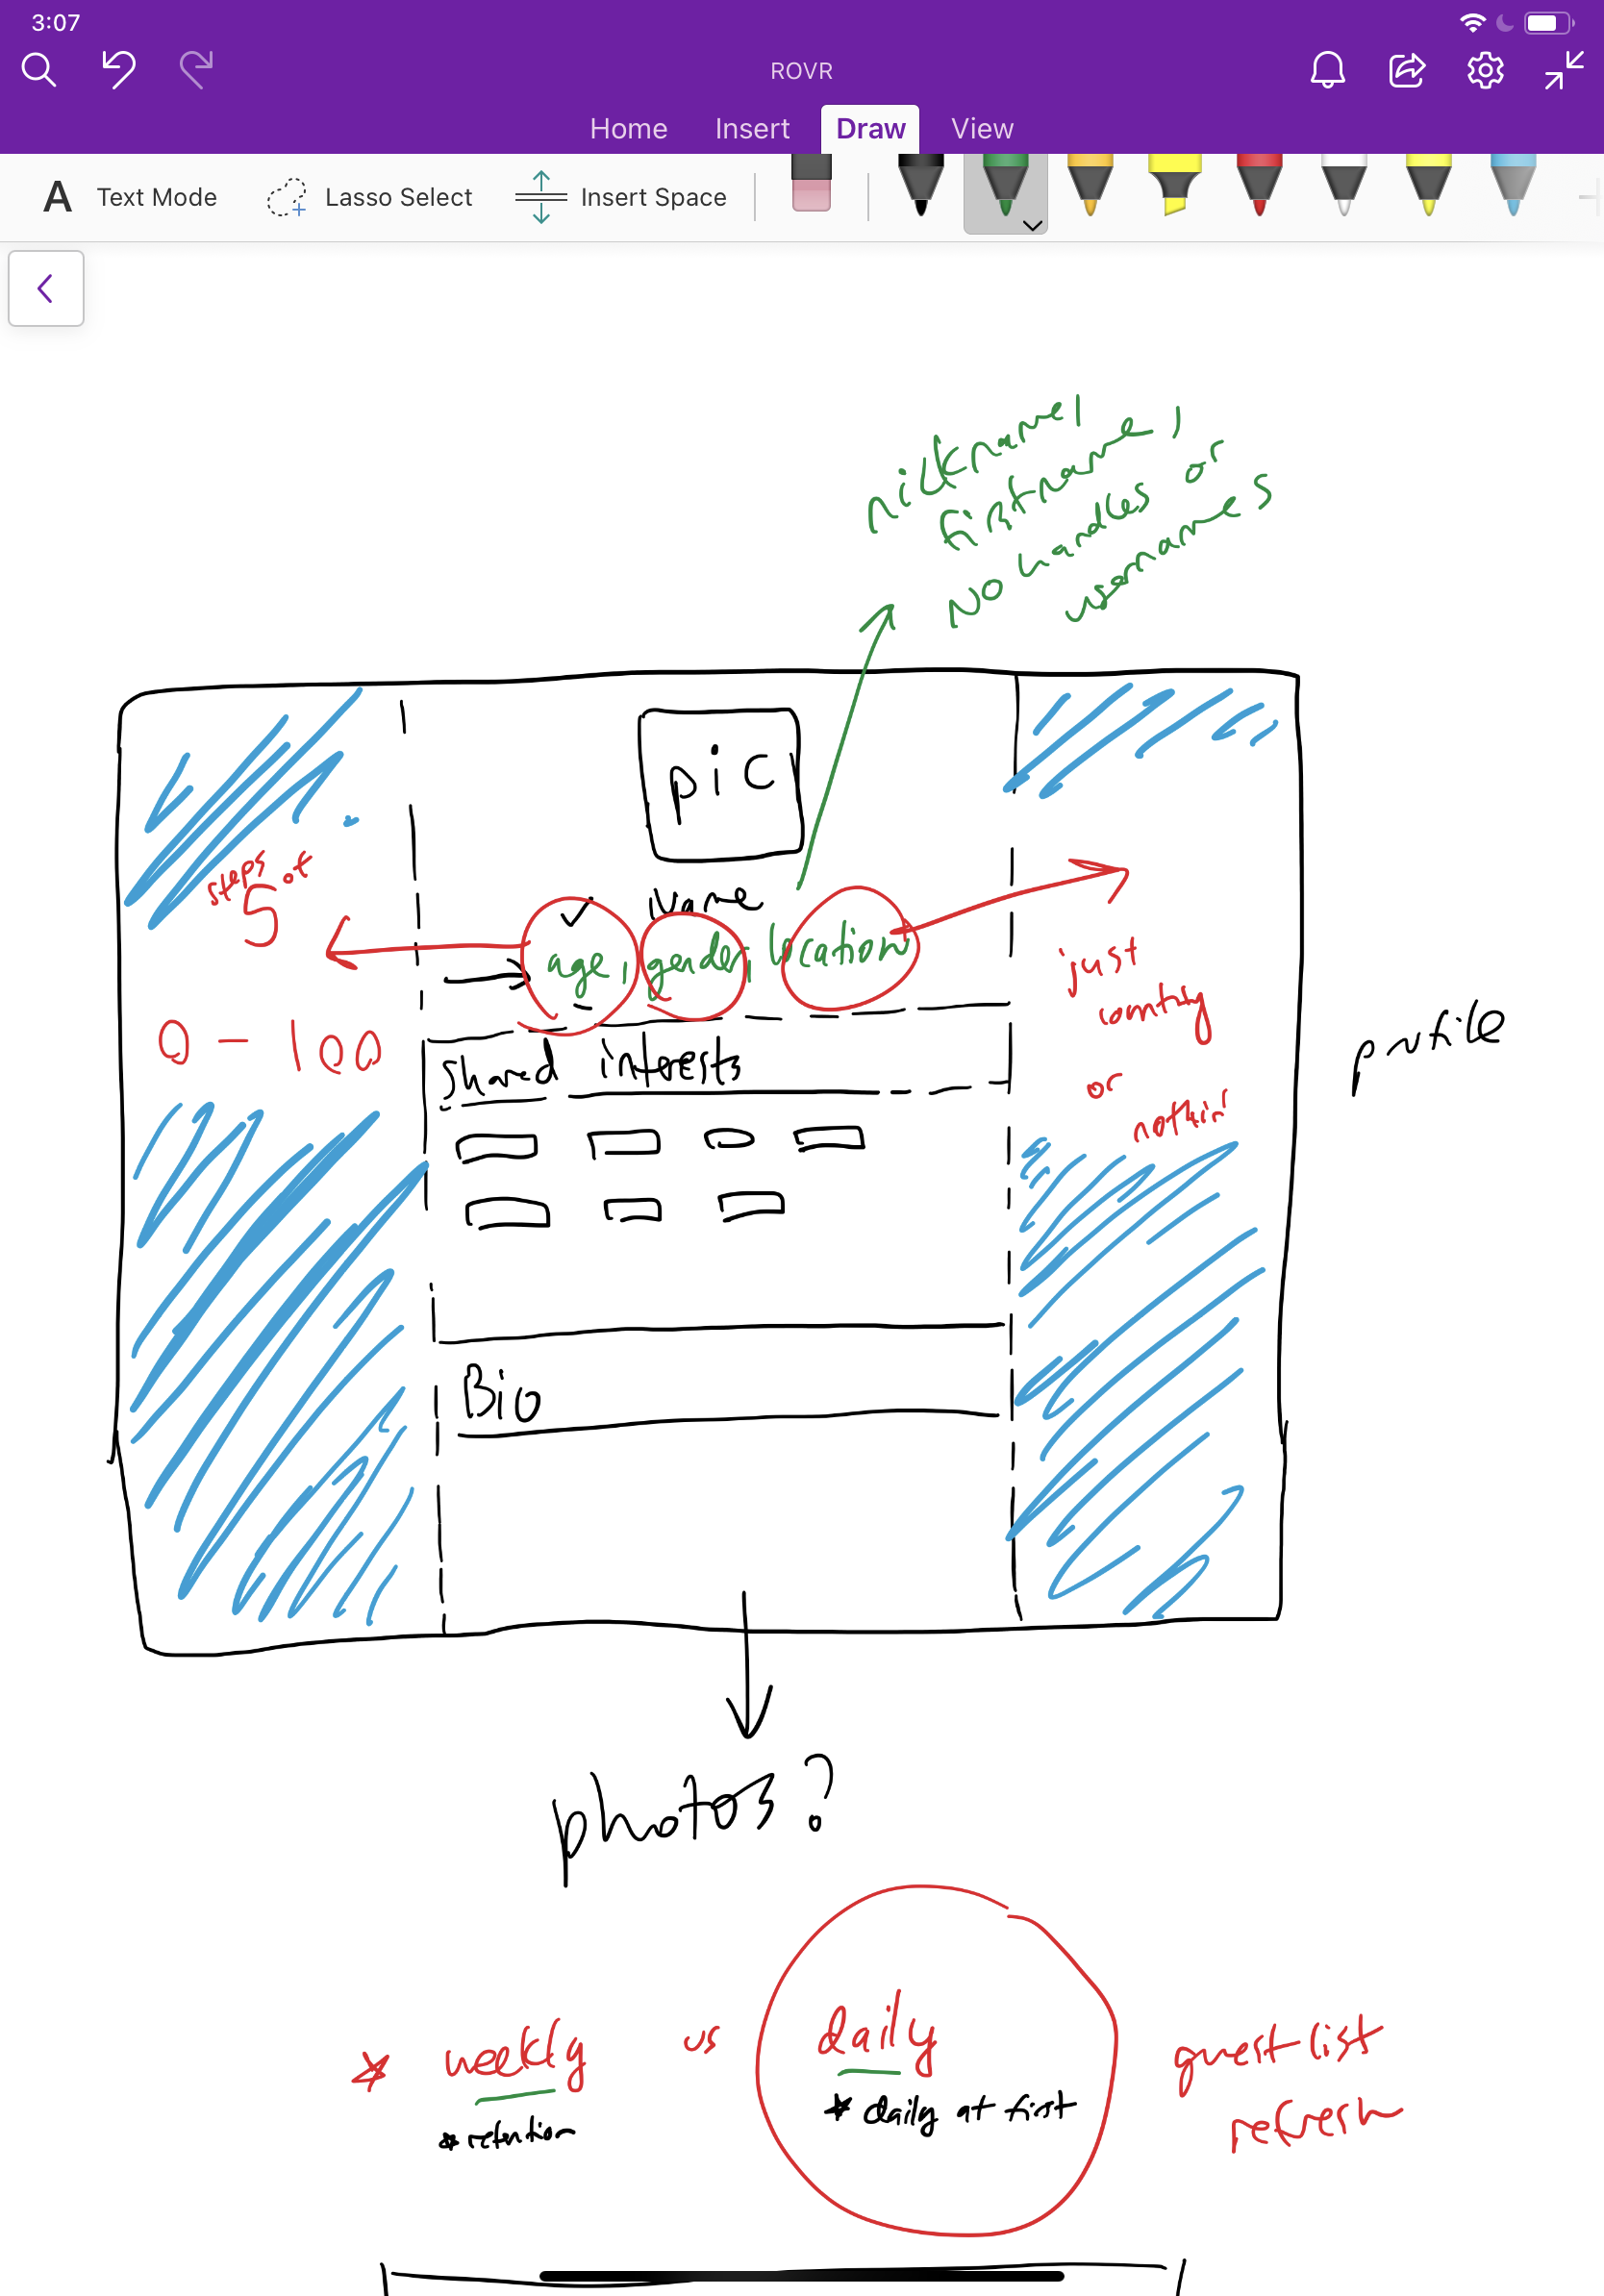 3:07
ROVR
Home Insert Draw View
A Text Mode Lasso Select Insert Space
nickname,
firstname,
No handles or
usernames
pic
name
steps of
5
age, gender, location
0 - 100
just
country
or
nothin'
shared interests
profile
Bio
photos?
* weekly vs daily guest-list
refresh
* retention
* daily at first